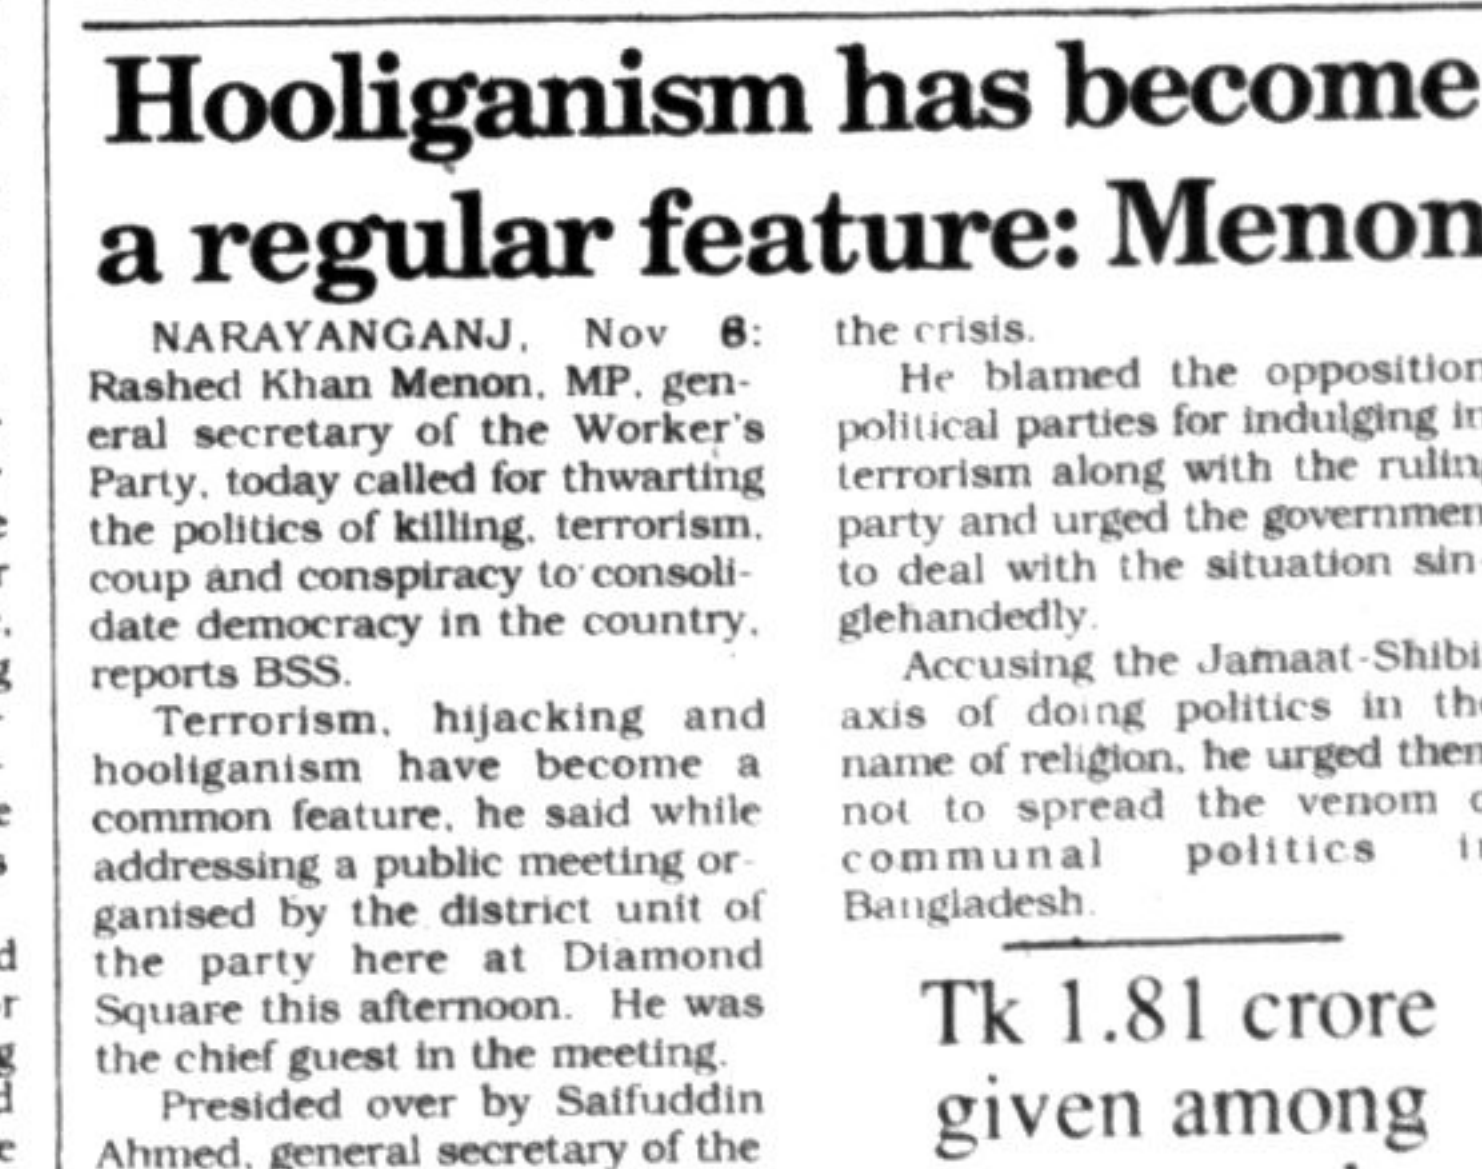 Hooliganism has become
a regular feature: Menon
NARAYANGANJ, Nov 6:
Rashed Khan Menon, MP, gen-
eral secretary of the Worker's
Party, today called for thwarting
the politics of killing, terrorism,
coup and conspiracy to consoli-
date democracy in the country,
reports BSS.
Terrorism, hijacking and
hooliganism have become a
common feature, he said while
addressing a public meeting or-
ganised by the district unit of
the party here at Diamond
Square this afternoon. He was
the chief guest in the meeting.
Presided over by Saifuddin
Ahmed, general secretary of the
the crisis.
He blamed the opposition
political parties for indulging in
terrorism along with the rulin
party and urged the governmen
to deal with the situation sin-
glehandedly.
Accusing the Jamaat-Shibi
axis of doing politics in the
name of religion, he urged them
not to spread the venom
communal politics in
Bangladesh.
Tk 1.81 crore
given among